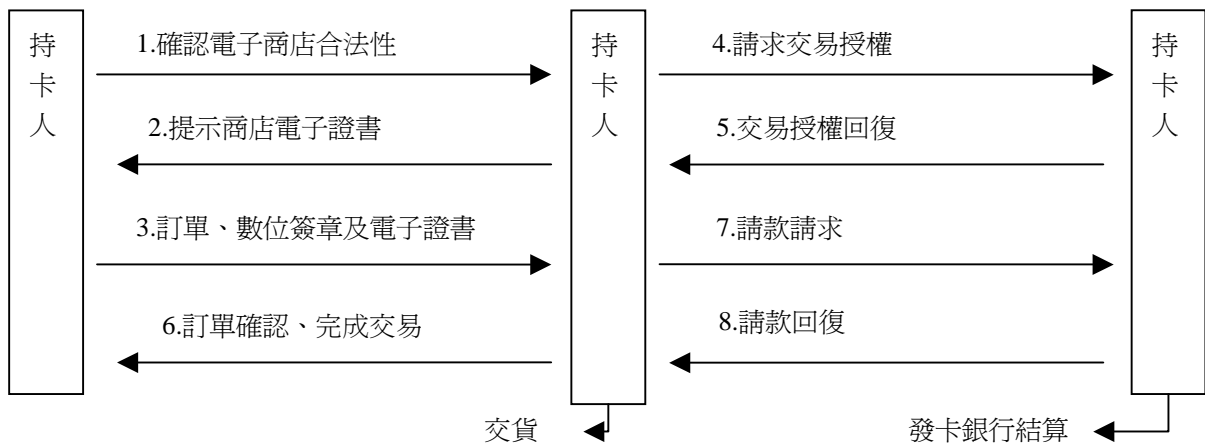 持卡人
1.確認電子商店合法性
2.提示商店電子證書
3.訂單、數位簽章及電子證書
6.訂單確認、完成交易
持卡人
交貨
4.請求交易授權
5.交易授權回復
7.請款請求
8.請款回復
持卡人
發卡銀行結算